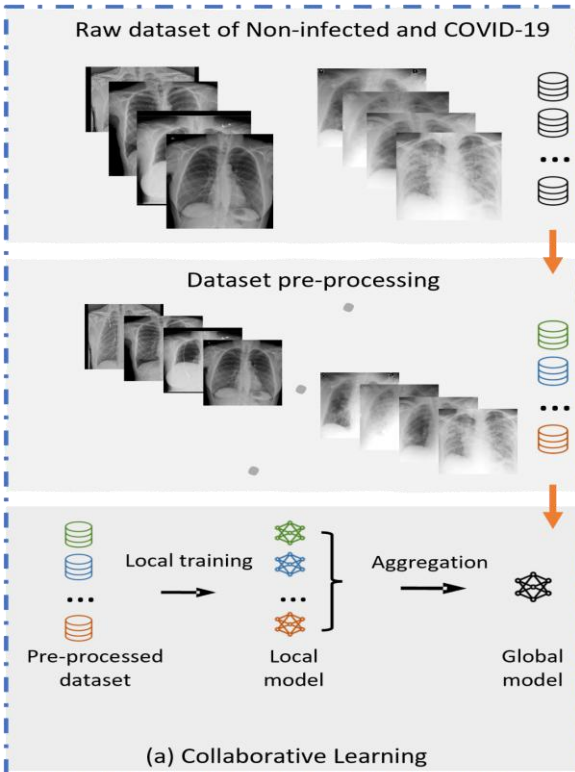 Raw dataset of Non-infected and COVID-19
Dataset pre-processing
Local training
Aggregation
Pre-processed
dataset
Local
model
Global
model
(a) Collaborative Learning